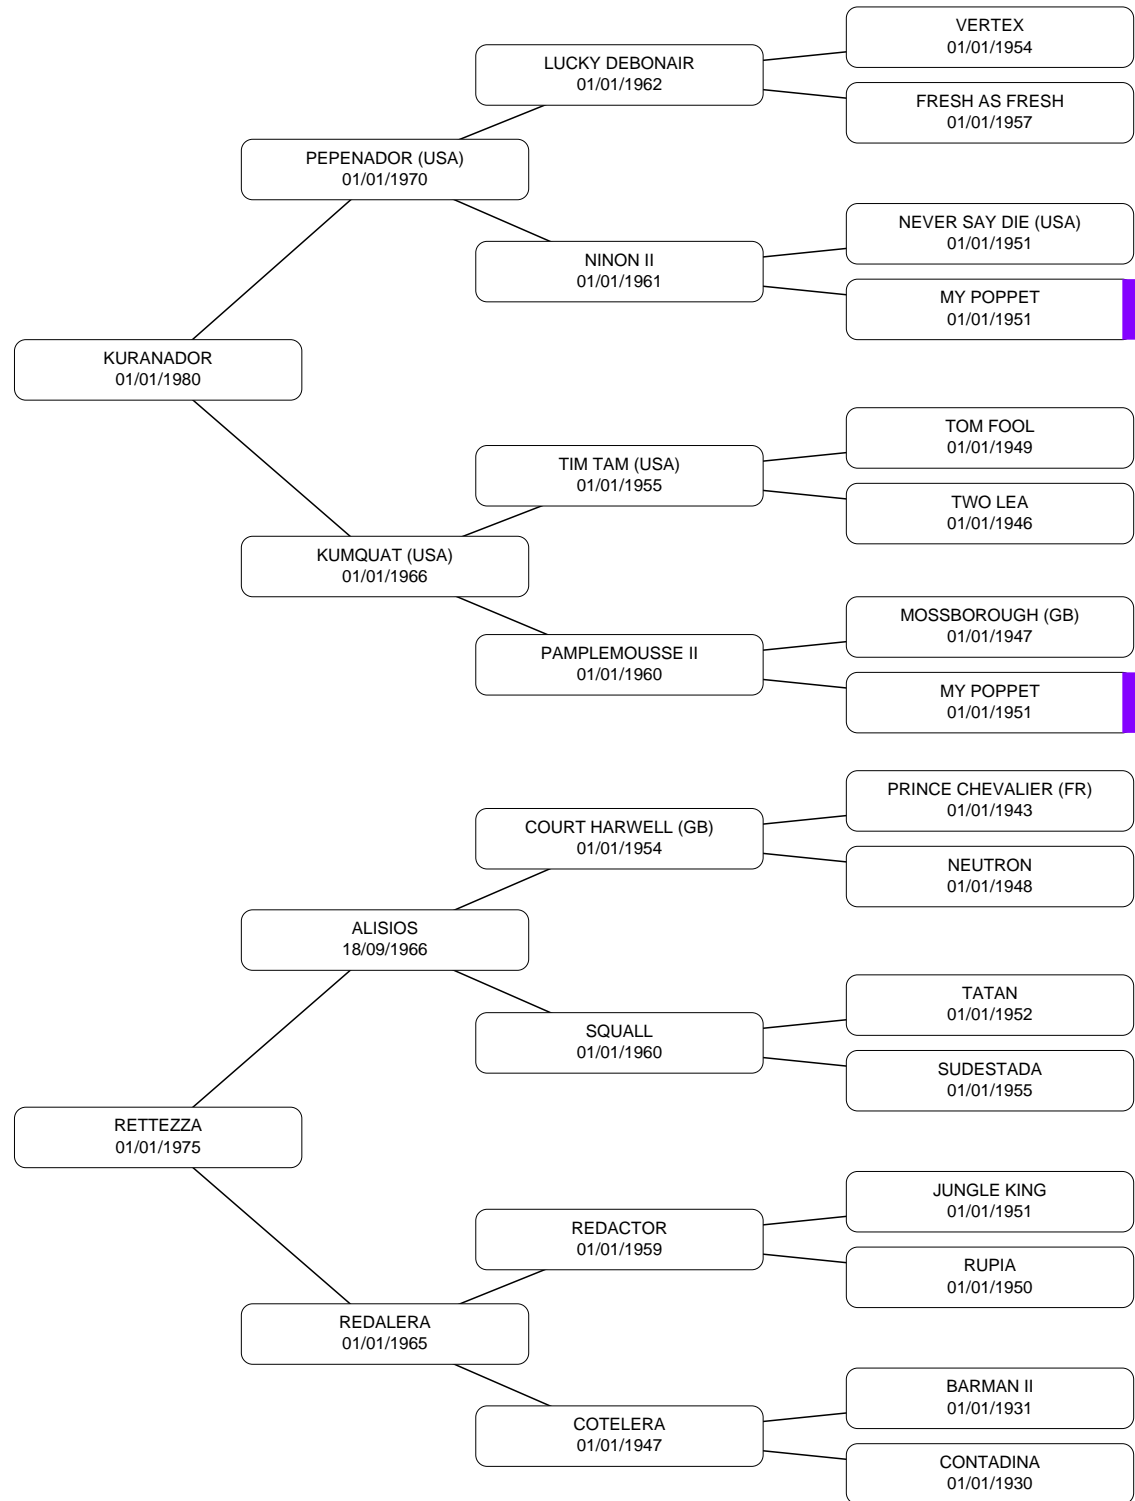 VERTEX
01/01/1954
LUCKY DEBONAIR
01/01/1962
FRESH AS FRESH
01/01/1957
PEPENADOR (USA)
01/01/1970
NEVER SAY DIE (USA)
01/01/1951
NINON II
01/01/1961
MY POPPET
01/01/1951
KURANADOR
01/01/1980
TOM FOOL
01/01/1949
TIM TAM (USA)
01/01/1955
TWO LEA
01/01/1946
KUMQUAT (USA)
01/01/1966
MOSSBOROUGH (GB)
01/01/1947
PAMPLEMOUSSE II
01/01/1960
MY POPPET
01/01/1951
PRINCE CHEVALIER (FR)
01/01/1943
COURT HARWELL (GB)
01/01/1954
NEUTRON
01/01/1948
ALISIOS
18/09/1966
TATAN
01/01/1952
SQUALL
01/01/1960
SUDESTADA
01/01/1955
RETTEZZA
01/01/1975
JUNGLE KING
01/01/1951
REDACTOR
01/01/1959
RUPIA
01/01/1950
REDALERA
01/01/1965
BARMAN II
01/01/1931
COTELERA
01/01/1947
CONTADINA
01/01/1930